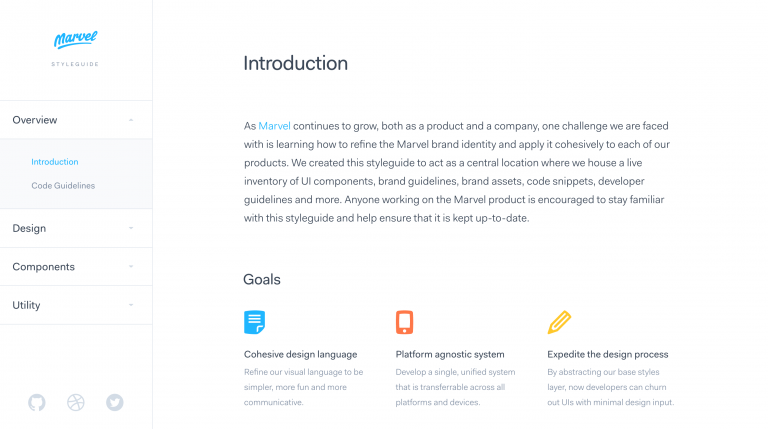 Marvel
STYLEGUIDE
Overview
Introduction
Code Guidelines
Design
Components
Utility
Introduction
As Marvel continues to grow, both as a product and a company, one challenge we are faced
with is learning how to refine the Marvel brand identity and apply it cohesively to each of our
products. We created this styleguide to act as a central location where we house a live
inventory of UI components, brand guidelines, brand assets, code snippets, developer
guidelines and more. Anyone working on the Marvel product is encouraged to stay familiar
with this styleguide and help ensure that it is kept up-to-date.
Goals
Cohesive design language
Refine our visual language to be
simpler, more fun and more
communicative.
Platform agnostic system
Develop a single, unified system
that is transferrable across all
platforms and devices.
Expedite the design process
By abstracting our base styles
layer, now developers can churn
out UIs with minimal design input.